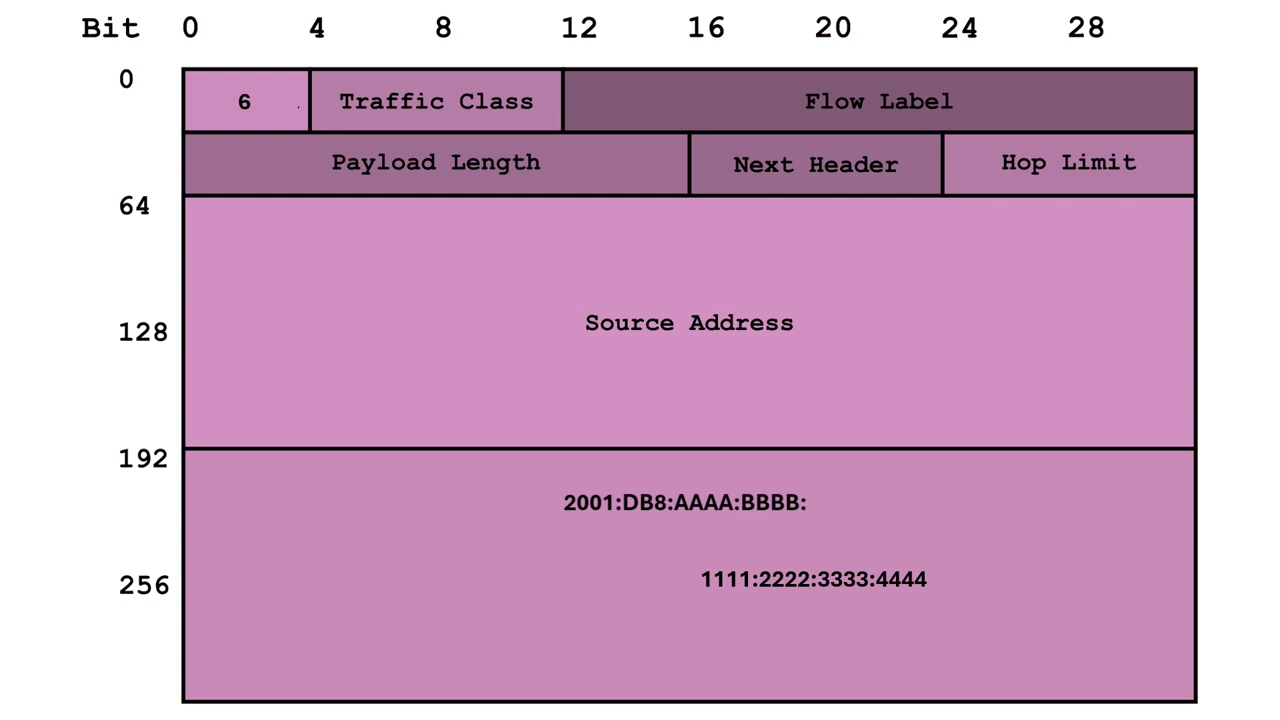 Bit 0 4 8 12 16 20 24 28
0 6 Traffic Class Flow Label
Payload Length Next Header Hop Limit
64
Source Address
128
192
2001:DB8:AAAA:BBBB:
1111:2222:3333:4444
256